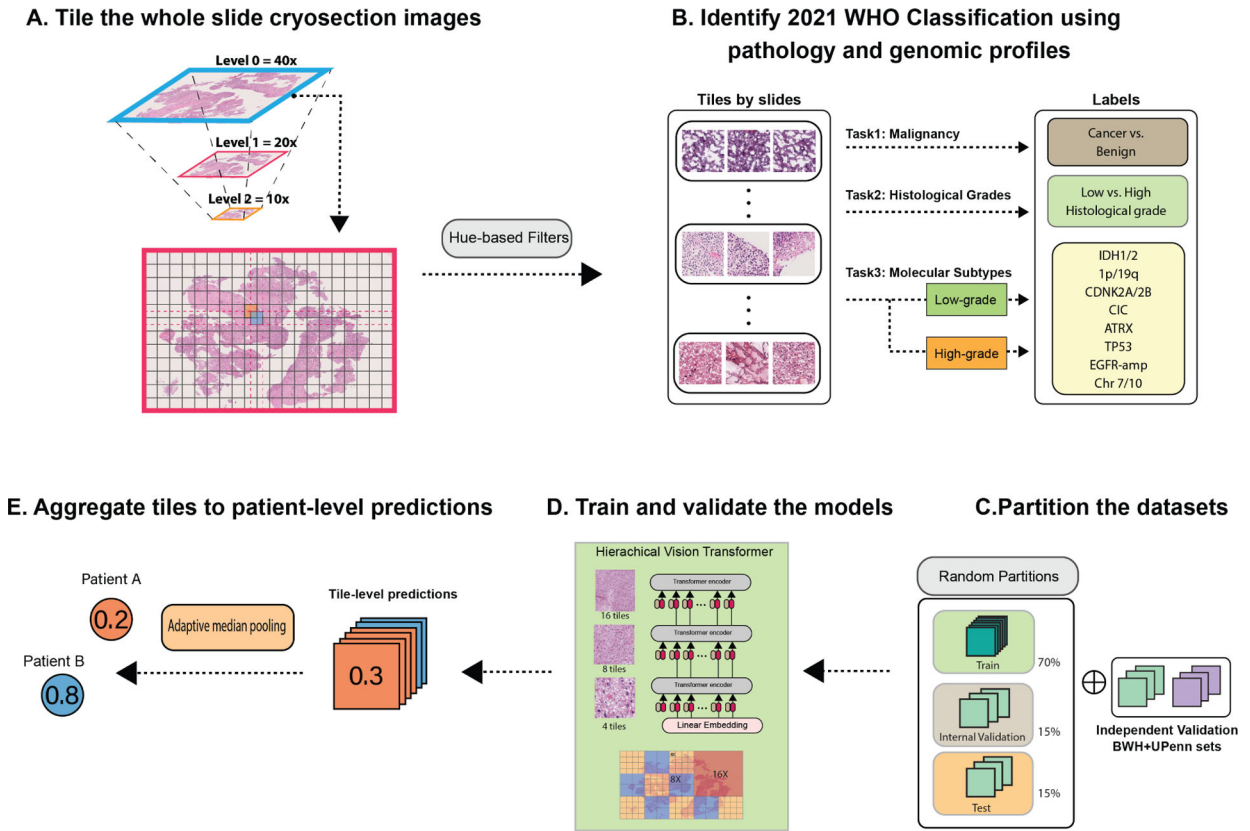 A. Tile the whole slide cryosection images
Level 0 = 40x
Level 1 = 20x
Level 2 = 10x
Hue-based Filters
B. Identify 2021 WHO Classification using
pathology and genomic profiles
Tiles by slides
Labels
Task1: Malignancy
Cancer vs.
Benign
Task2: Histological Grades
Low vs. High
Histological grade
Task3: Molecular Subtypes
Low-grade
High-grade
IDH1/2
1p/19q
CDNK2A/2B
CIC
ATRX
TP53
EGFR-amp
Chr 7/10
E. Aggregate tiles to patient-level predictions
Patient A
0.2
Patient B
0.8
Adaptive median pooling
Tile-level predictions
0.3
D. Train and validate the models
Hierachical Vision Transformer
Transformer encoder
16 tiles
Transformer encoder
8 tiles
Transformer encoder
4 tiles
Linear Embedding
8X
16X
C.Partition the datasets
Random Partitions
Train
70%
Internal Validation
15%
Test
15%
Independent Validation
BWH+UPenn sets